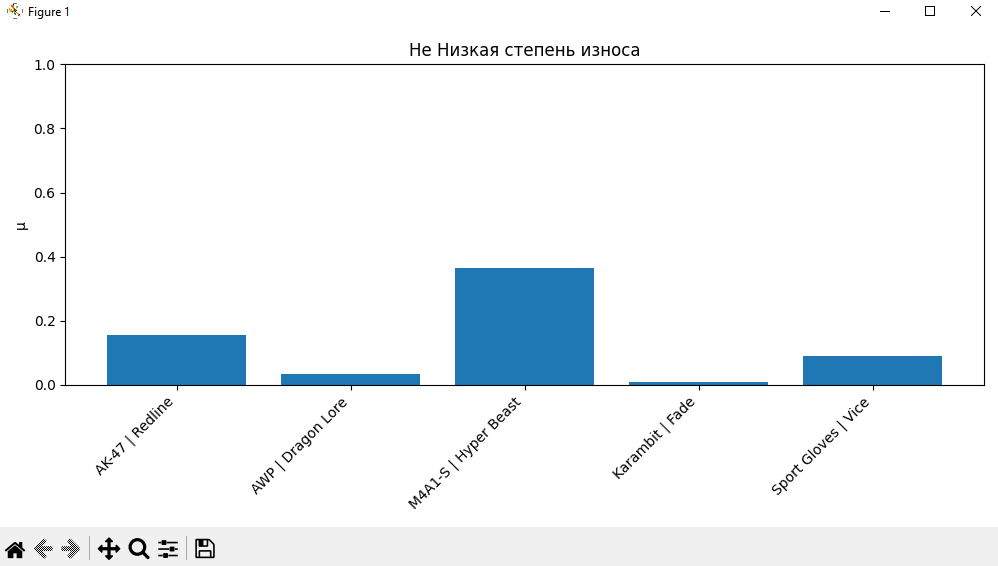 Figure 1
Не Низкая степень износа
1.0
0.8
0.6
0.4
0.2
0.0
μ
AK-47 | Redline
AWP | Dragon Lore
M4A1-S | Hyper Beast
Karambit | Fade
Sport Gloves | Vice